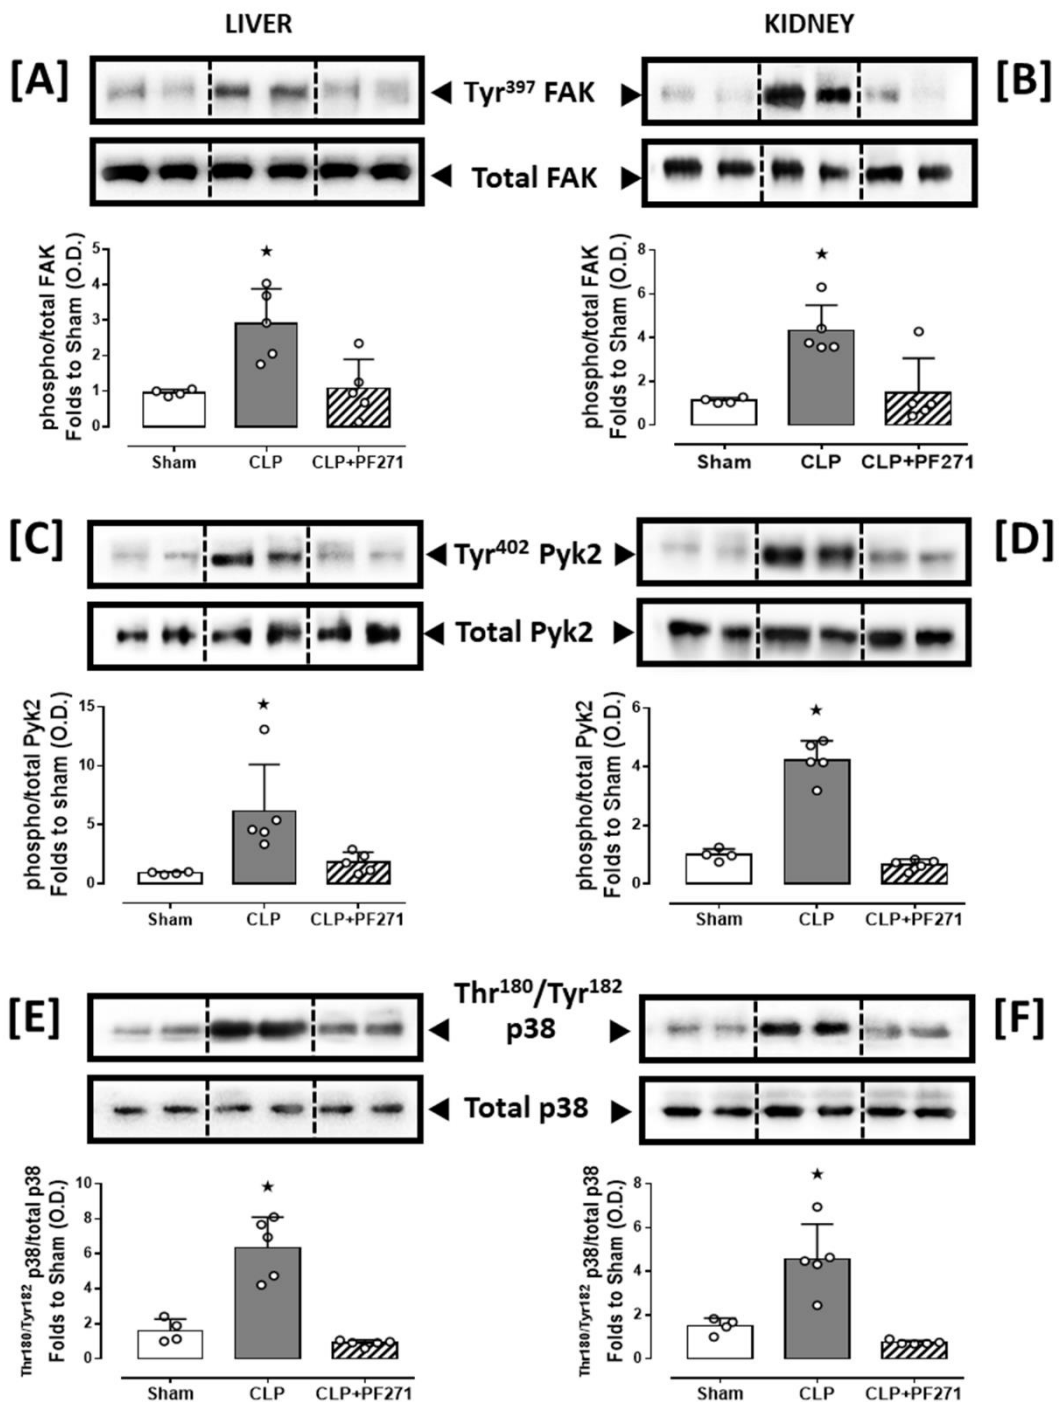 LIVER
KIDNEY
[A]
Tyr³⁹⁷ FAK
[B]
Total FAK
phospho/total FAK
Folds to Sham (O.D.)
5
4
3
2
1
0
★
Sham CLP CLP+PF271
phospho/total FAK
Folds to Sham (O.D.)
8
6
4
2
0
★
Sham CLP CLP+PF271
[C]
Tyr⁴⁰² Pyk2
[D]
Total Pyk2
phospho/total Pyk2
Folds to sham (O.D.)
15
10
5
0
★
Sham CLP CLP+PF271
phospho/total Pyk2
Folds to Sham (O.D.)
6
4
2
0
★
Sham CLP CLP+PF271
[E]
Thr¹⁸⁰/Tyr¹⁸²
p38
[F]
Total p38
Thr180/Tyr182 p38/total p38
Folds to Sham (O.D.)
10
8
6
4
2
0
★
Sham CLP CLP+PF271
Thr180/Tyr182 p38/total p38
Folds to Sham (O.D.)
8
6
4
2
0
★
Sham CLP CLP+PF271